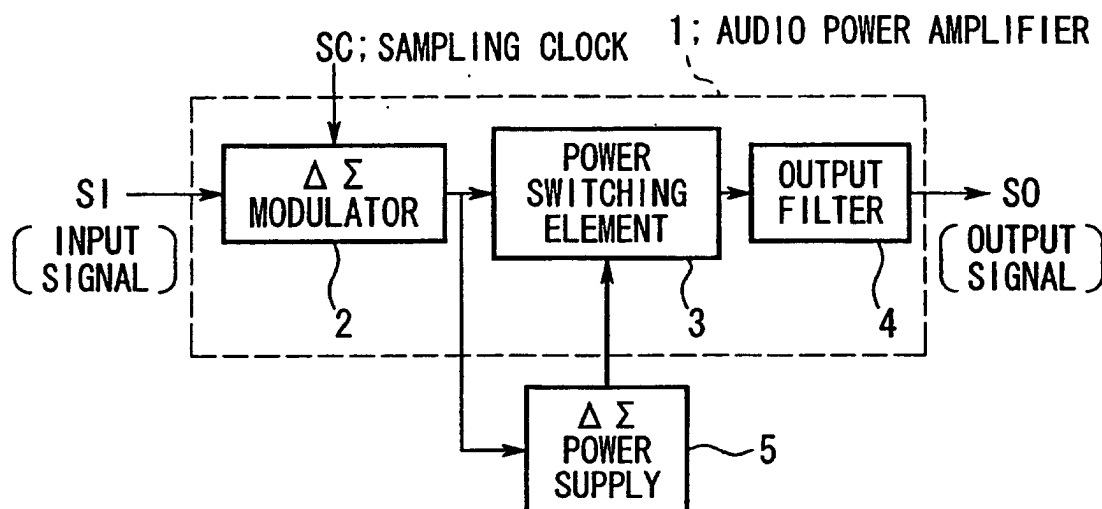 SC; SAMPLING CLOCK
1; AUDIO POWER AMPLIFIER
SI
[INPUT
SIGNAL]
Δ Σ
MODULATOR
2
POWER
SWITCHING
ELEMENT
3
OUTPUT
FILTER
4
SO
[OUTPUT
SIGNAL]
Δ Σ
POWER
SUPPLY
5